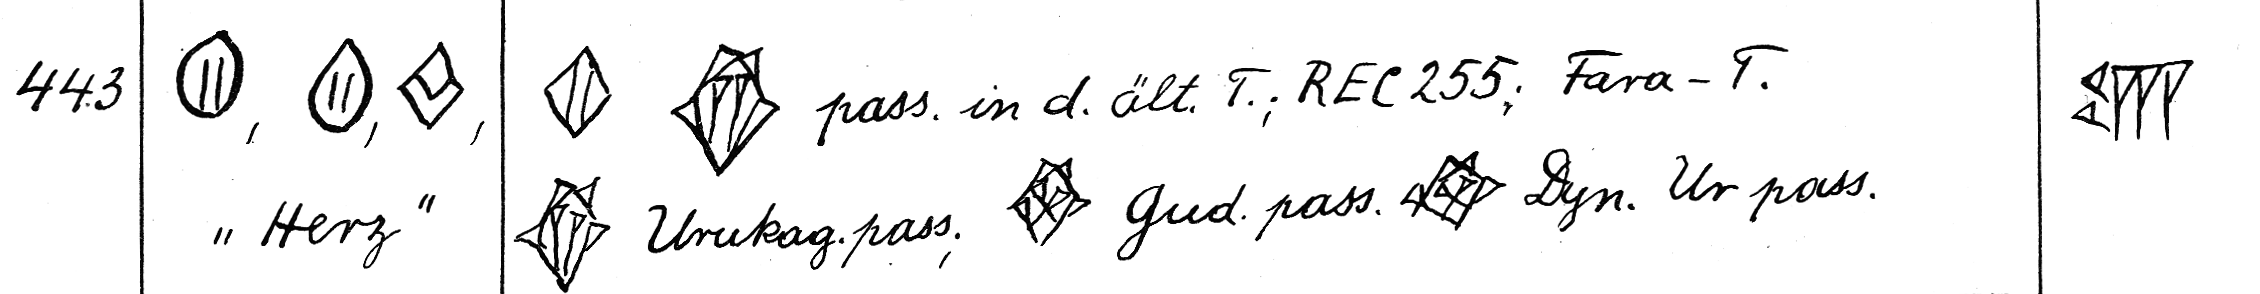 443 , , , pass. in d. ält. T.; REC 255; Fara-T.
„Herz" Urukag. pass., Gud. pass. Dyn. Ur pass.